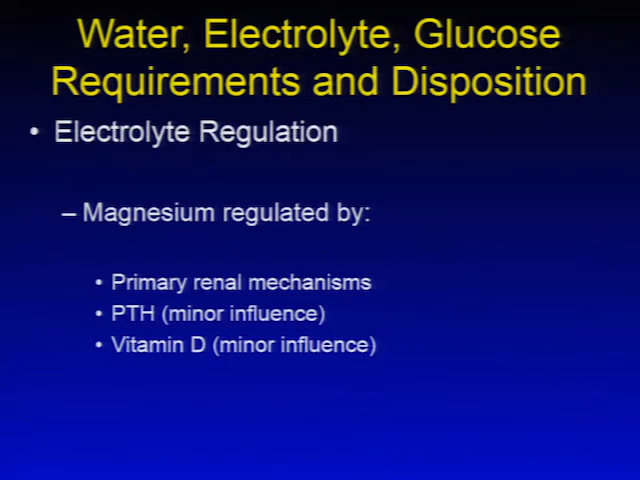 Water, Electrolyte, Glucose
Requirements and Disposition
• Electrolyte Regulation
– Magnesium regulated by:
• Primary renal mechanisms
• PTH (minor influence)
• Vitamin D (minor influence)